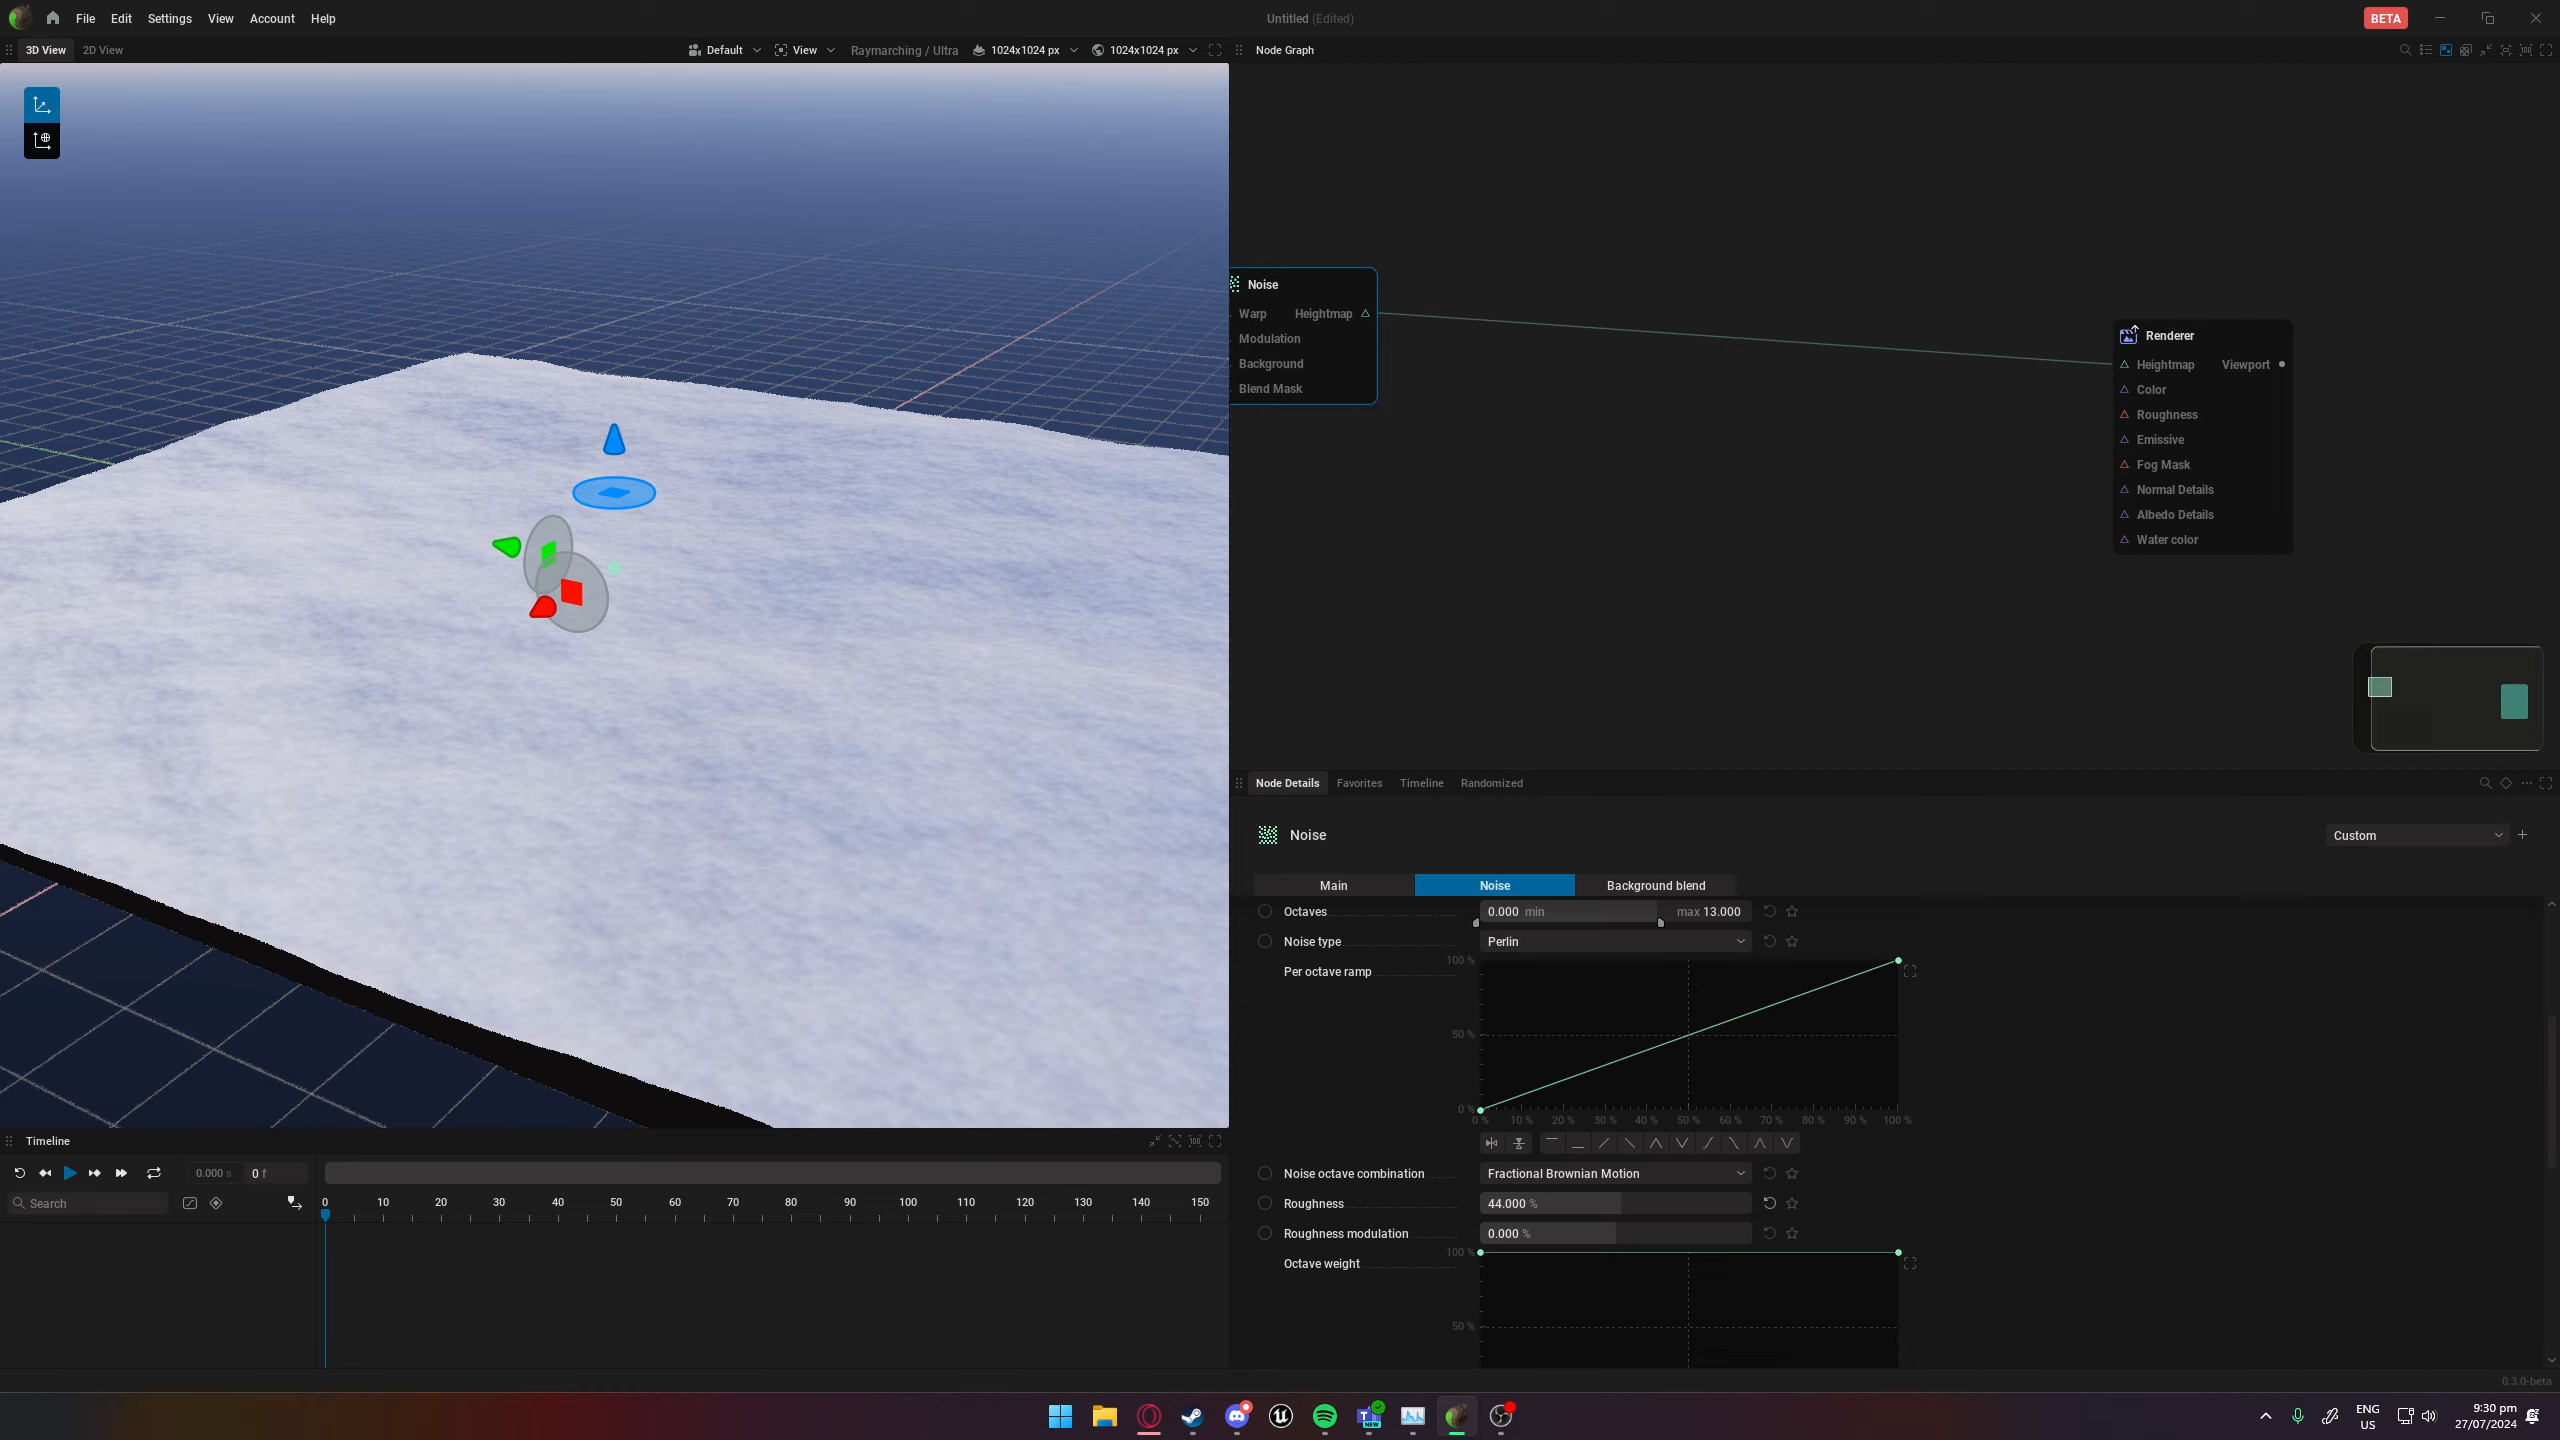 File Edit Settings View Account Help
Untitled (Edited)
BETA
3D View 2D View
Default View Raymarching / Ultra 1024x1024 px 1024x1024 px
Node Graph
Noise
Warp Heightmap
Modulation
Background
Blend Mask
Renderer
Heightmap Viewport
Color
Roughness
Emissive
Fog Mask
Normal Details
Albedo Details
Water color
Node Details Favorites Timeline Randomized
Noise
Custom
Main Noise Background blend
Octaves 0.000 min max 13.000
Noise type Perlin
Per octave ramp
100 %
50 %
0 %
0 % 10 % 20 % 30 % 40 % 50 % 60 % 70 % 80 % 90 % 100 %
Noise octave combination Fractional Brownian Motion
Roughness 44.000 %
Roughness modulation 0.000 %
Octave weight
100 %
50 %
Timeline
0.000 s 0 f
Search
0 10 20 30 40 50 60 70 80 90 100 110 120 130 140 150
0.3.0-beta
NEW
ENG
US
9:30 pm
27/07/2024